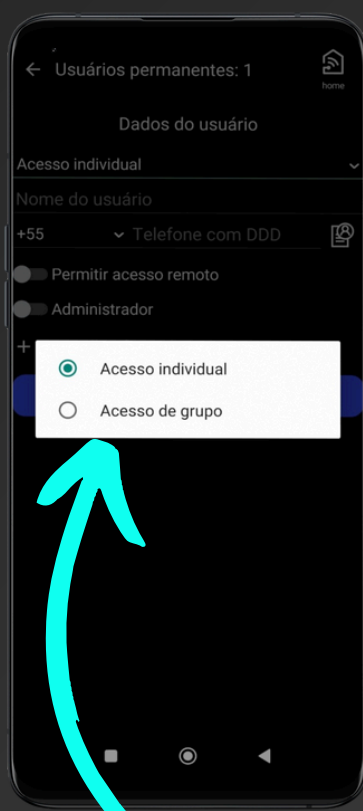 Usuários permanentes: 1
home
Dados do usuário
Acesso individual
Nome do usuário
+55 Telefone com DDD
Permitir acesso remoto
Administrador
+
Acesso individual
Acesso de grupo